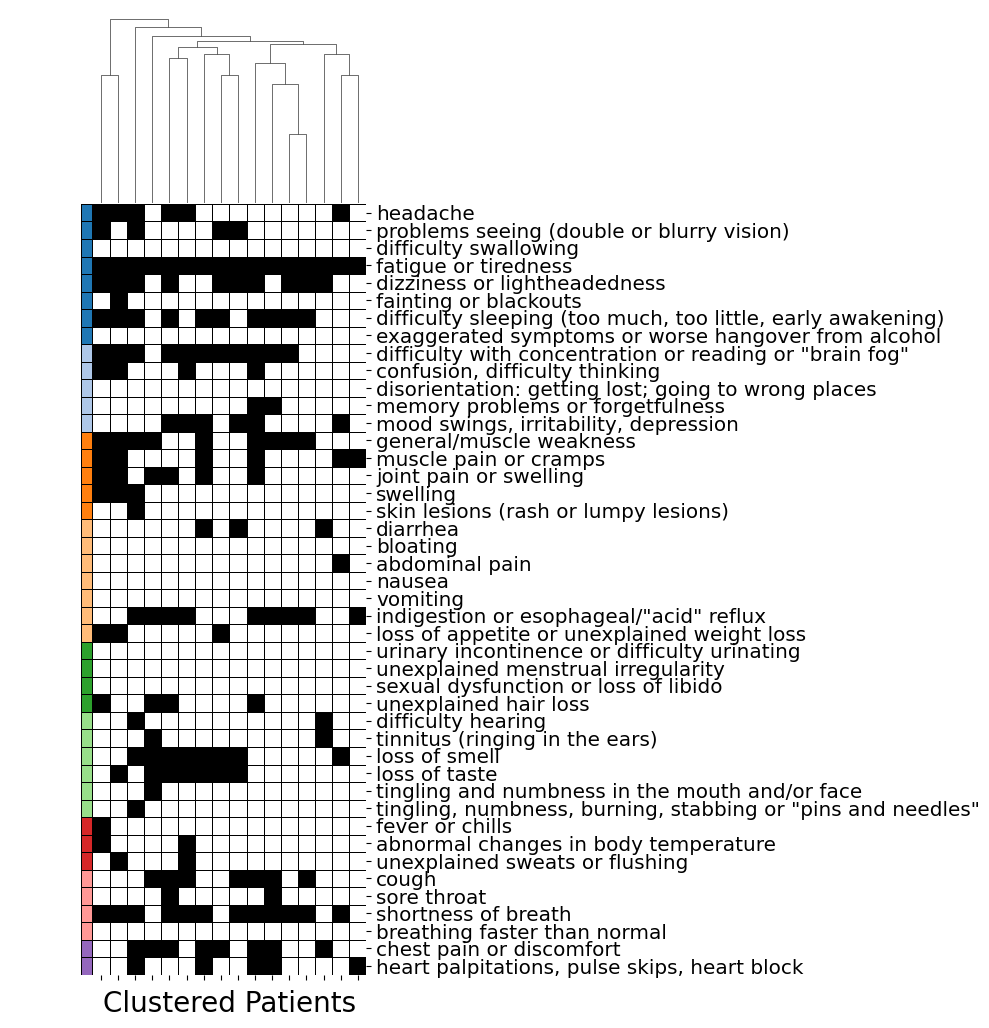 headache
problems seeing (double or blurry vision)
difficulty swallowing
fatigue or tiredness
dizziness or lightheadedness
fainting or blackouts
difficulty sleeping (too much, too little, early awakening)
exaggerated symptoms or worse hangover from alcohol
difficulty with concentration or reading or "brain fog"
confusion, difficulty thinking
disorientation: getting lost; going to wrong places
memory problems or forgetfulness
mood swings, irritability, depression
general/muscle weakness
muscle pain or cramps
joint pain or swelling
swelling
skin lesions (rash or lumpy lesions)
diarrhea
bloating
abdominal pain
nausea
vomiting
indigestion or esophageal/"acid" reflux
loss of appetite or unexplained weight loss
urinary incontinence or difficulty urinating
unexplained menstrual irregularity
sexual dysfunction or loss of libido
unexplained hair loss
difficulty hearing
tinnitus (ringing in the ears)
loss of smell
loss of taste
tingling and numbness in the mouth and/or face
tingling, numbness, burning, stabbing or "pins and needles"
fever or chills
abnormal changes in body temperature
unexplained sweats or flushing
cough
sore throat
shortness of breath
breathing faster than normal
chest pain or discomfort
heart palpitations, pulse skips, heart block
Clustered Patients